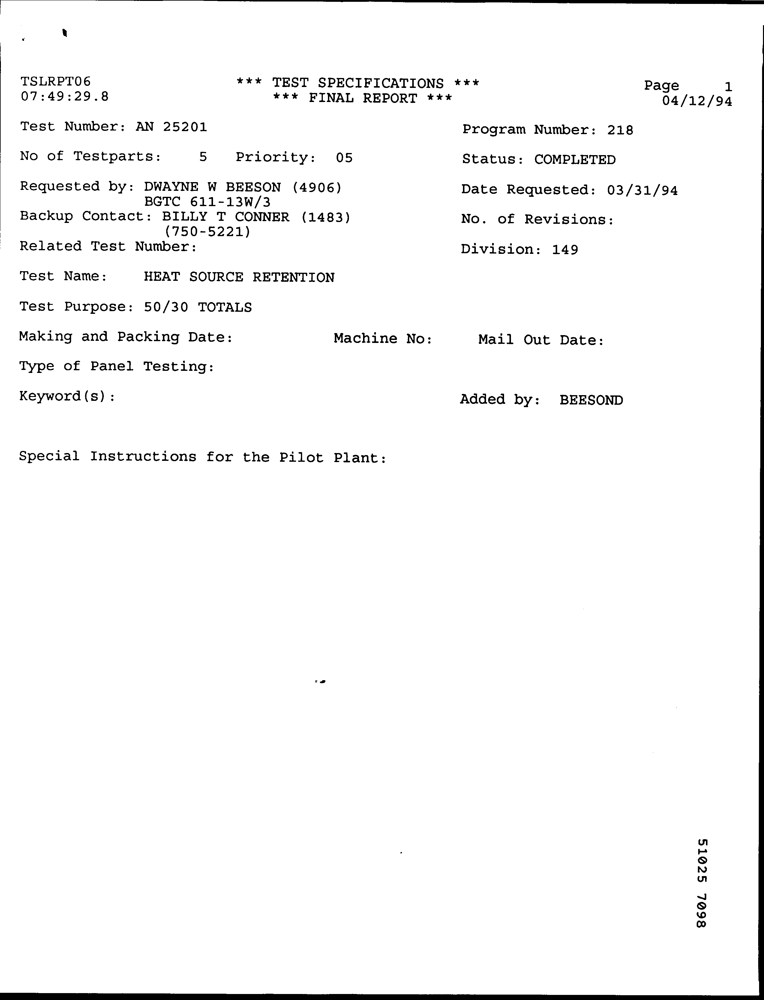 TSLRPT06 *** TEST SPECIFICATIONS *** Page 1
07:49:29.8 *** FINAL REPORT *** 04/12/94
Test Number: AN 25201 Program Number: 218
No of Testparts: 5 Priority: 05 Status: COMPLETED
Requested by: DWAYNE W BEESON (4906) Date Requested: 03/31/94
BGTC 611-13W/3
Backup Contact: BILLY T CONNER (1483) No. of Revisions:
(750-5221)
Related Test Number: Division: 149
Test Name: HEAT SOURCE RETENTION
Test Purpose: 50/30 TOTALS
Making and Packing Date: Machine No: Mail Out Date:
Type of Panel Testing:
Keyword(s): Added by: BEESOND
Special Instructions for the Pilot Plant:
51025 7098